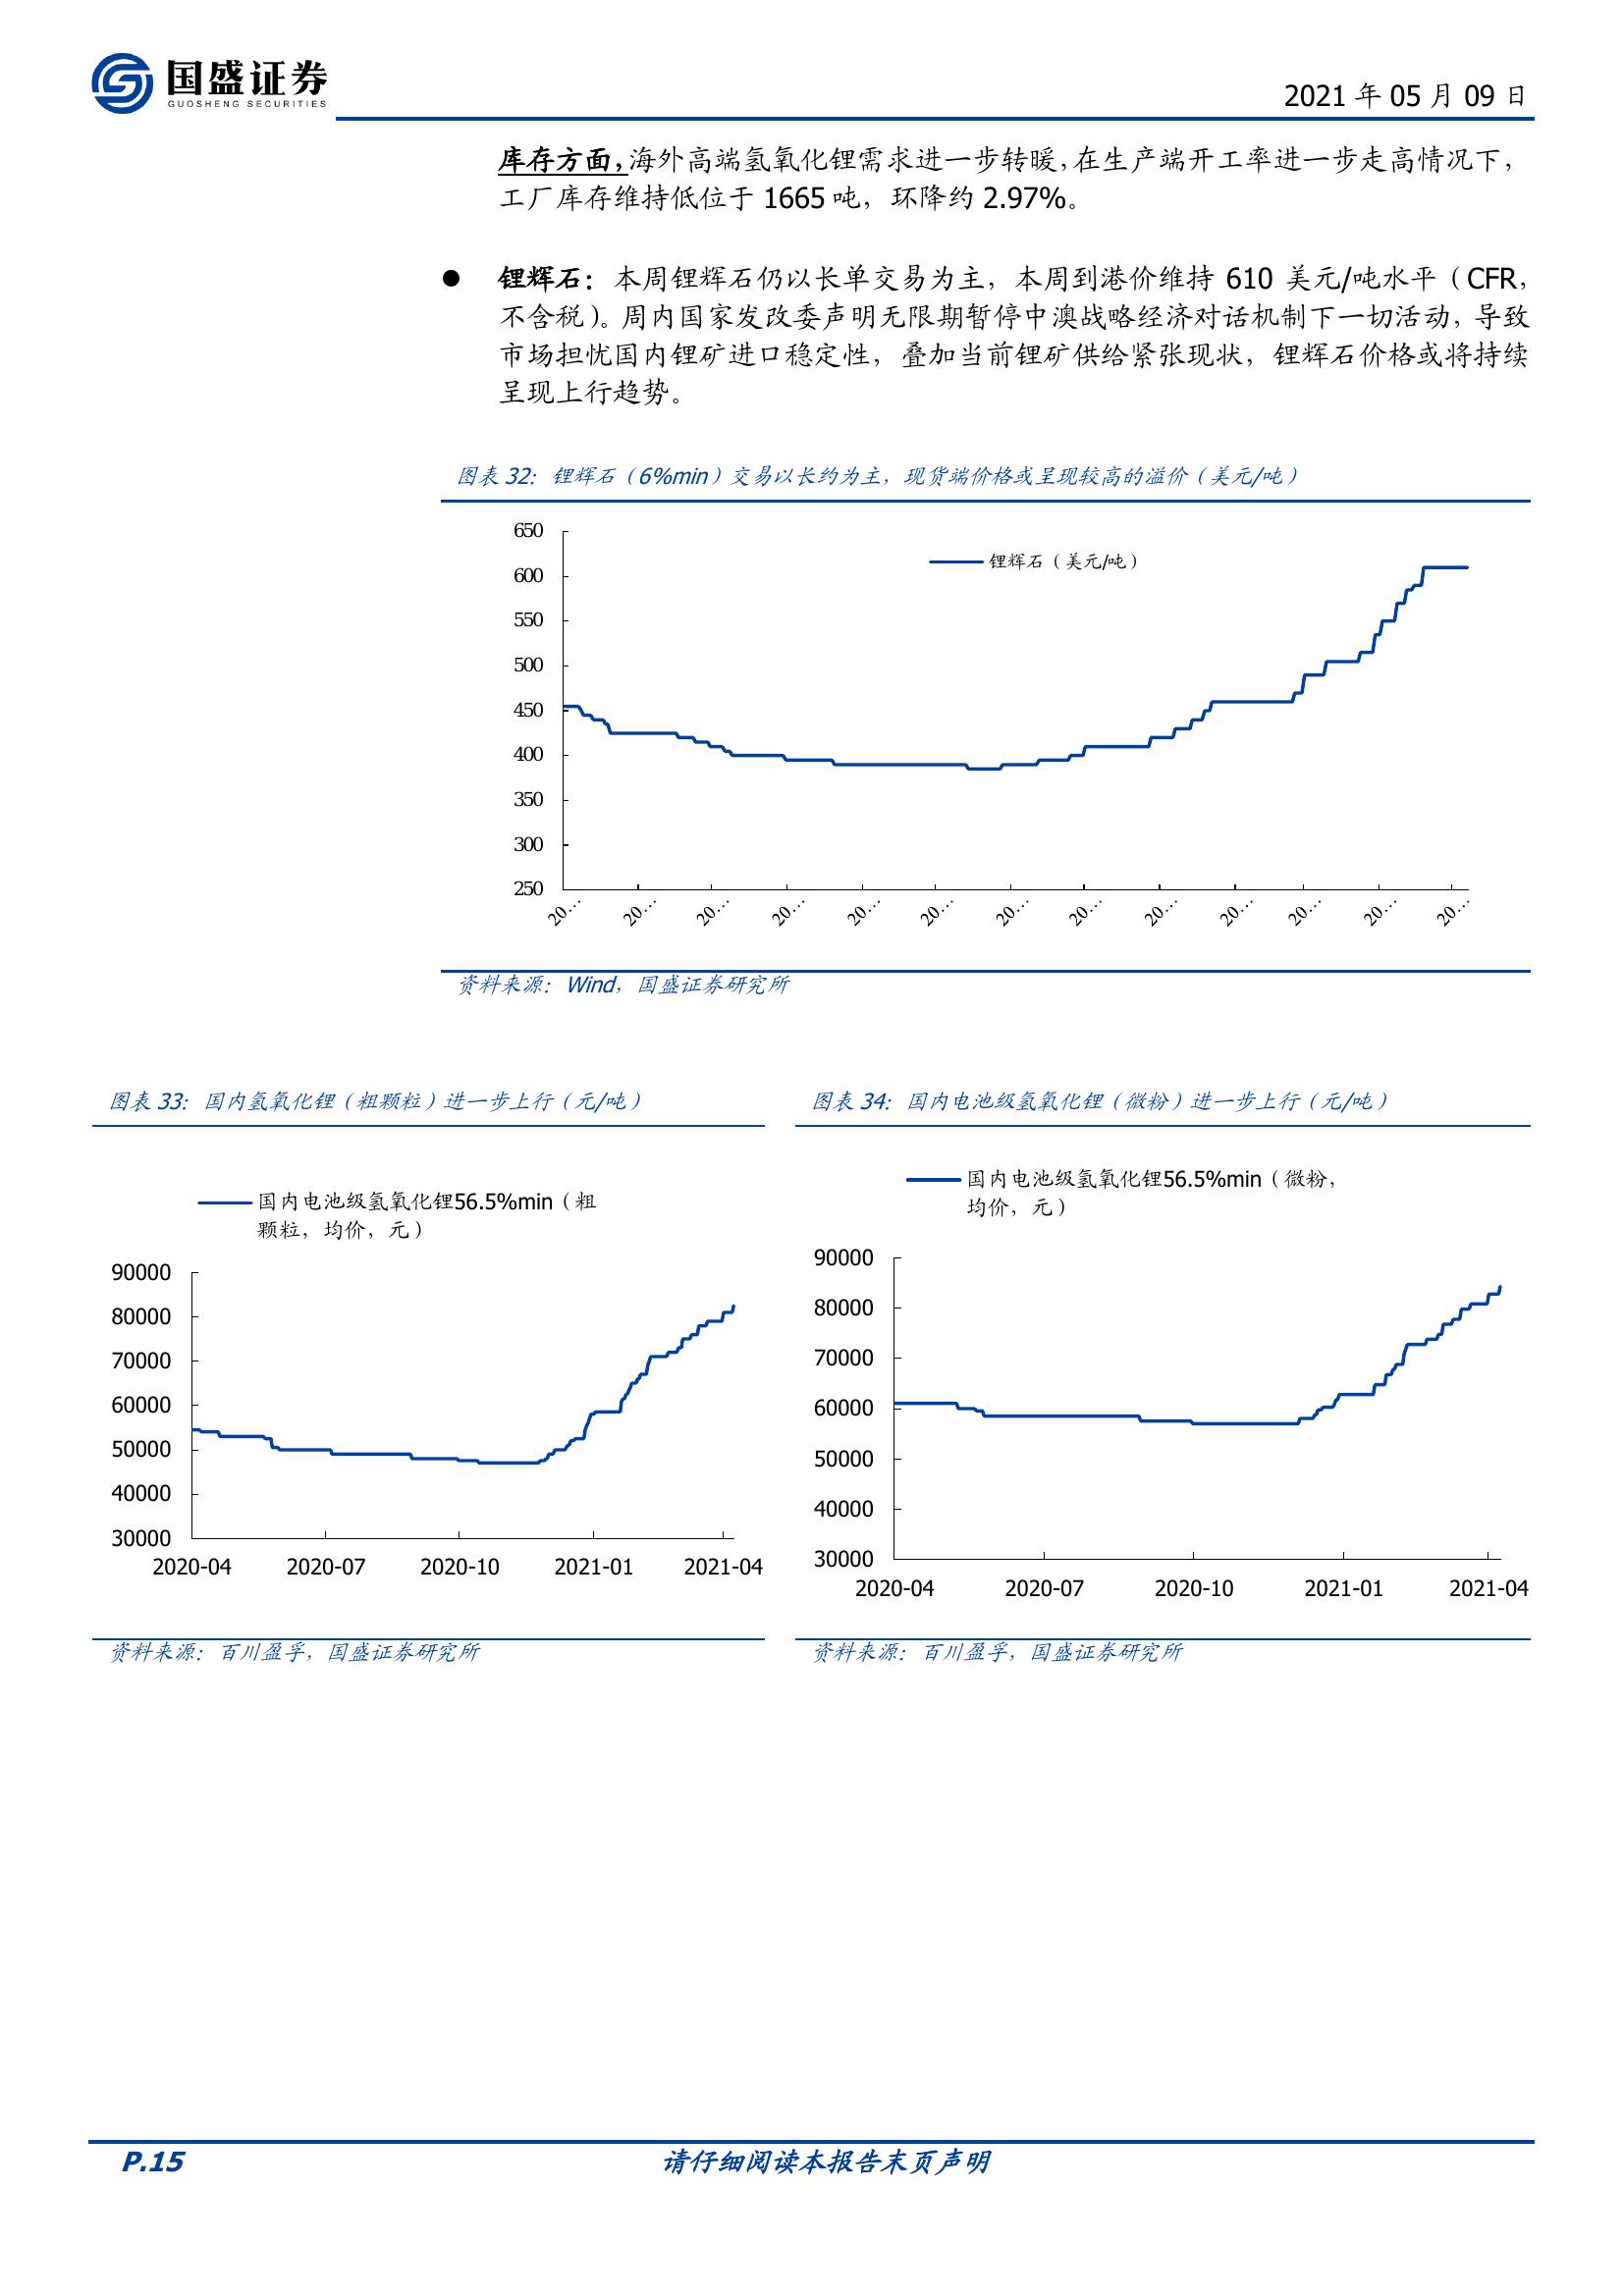 国盛证券
GUOSHENG SECURITIES
2021 年 05 月 09 日
库存方面，海外高端氢氧化锂需求进一步转暖，在生产端开工率进一步走高情况下，
工厂库存维持低位于 1665 吨，环降约 2.97%。
● 锂辉石：本周锂辉石仍以长单交易为主，本周到港价维持 610 美元/吨水平（CFR，
不含税）。周内国家发改委声明无限期暂停中澳战略经济对话机制下一切活动，导致
市场担忧国内锂矿进口稳定性，叠加当前锂矿供给紧张现状，锂辉石价格或将持续
呈现上行趋势。
图表 32：锂辉石（6%min）交易以长约为主，现货端价格或呈现较高的溢价（美元/吨）
锂辉石（美元/吨）
650
600
550
500
450
400
350
300
250
20… 20… 20… 20… 20… 20… 20… 20… 20… 20… 20… 20… 20…
资料来源：Wind，国盛证券研究所
图表 33：国内氢氧化锂（粗颗粒）进一步上行（元/吨）
国内电池级氢氧化锂56.5%min（粗
颗粒，均价，元）
90000
80000
70000
60000
50000
40000
30000
2020-04 2020-07 2020-10 2021-01 2021-04
资料来源：百川盈孚，国盛证券研究所
图表 34：国内电池级氢氧化锂（微粉）进一步上行（元/吨）
国内电池级氢氧化锂56.5%min（微粉，
均价，元）
90000
80000
70000
60000
50000
40000
30000
2020-04 2020-07 2020-10 2021-01 2021-04
资料来源：百川盈孚，国盛证券研究所
P.15
请仔细阅读本报告末页声明